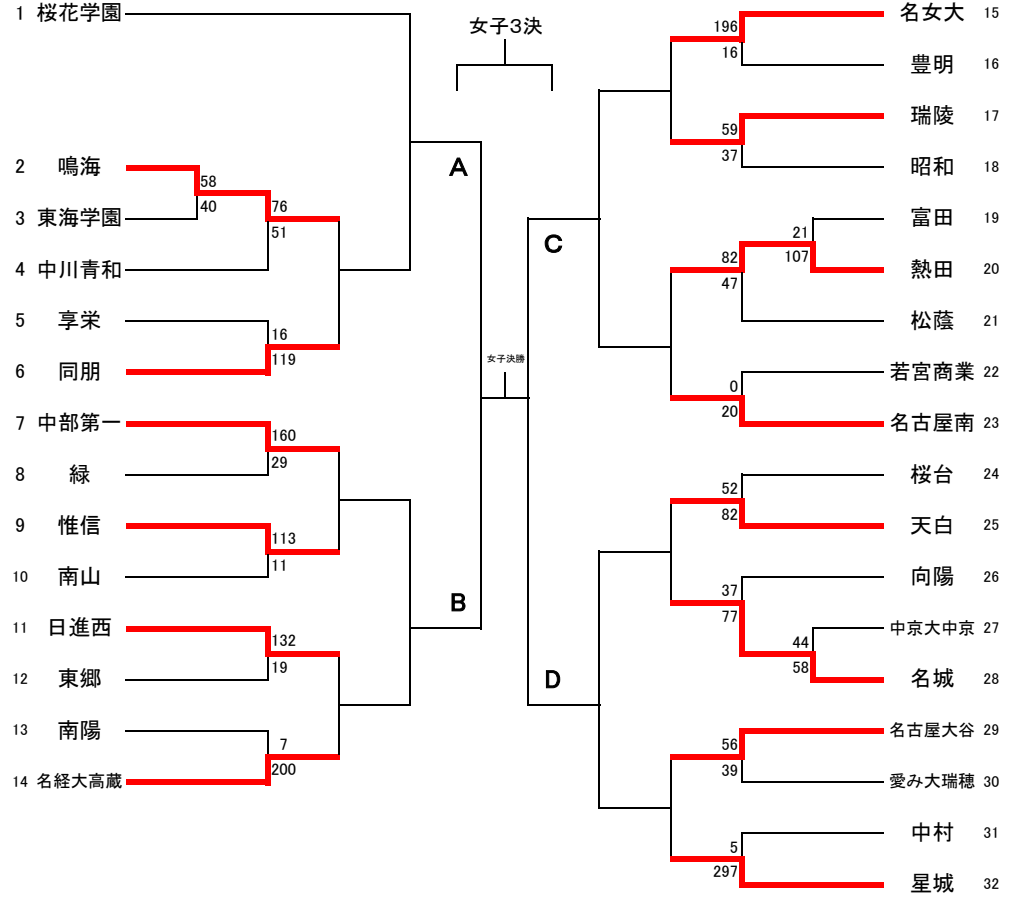 女子3決
1 桜花学園
2 鳴海
58
40
3 東海学園
76
51
4 中川青和
A
5 享栄
16
119
6 同朋
7 中部第一
160
29
8 緑
9 惟信
113
11
10 南山
B
11 日進西
132
19
12 東郷
13 南陽
7
200
14 名経大高蔵
女子決勝
名女大 15
196
16
豊明 16
瑞陵 17
59
37
昭和 18
C
富田 19
21
107
熱田 20
82
47
松蔭 21
若宮商業 22
0
20
名古屋南 23
桜台 24
52
82
天白 25
向陽 26
37
77
中京大中京 27
44
58
名城 28
D
名古屋大谷 29
56
39
愛み大瑞穂 30
中村 31
5
297
星城 32